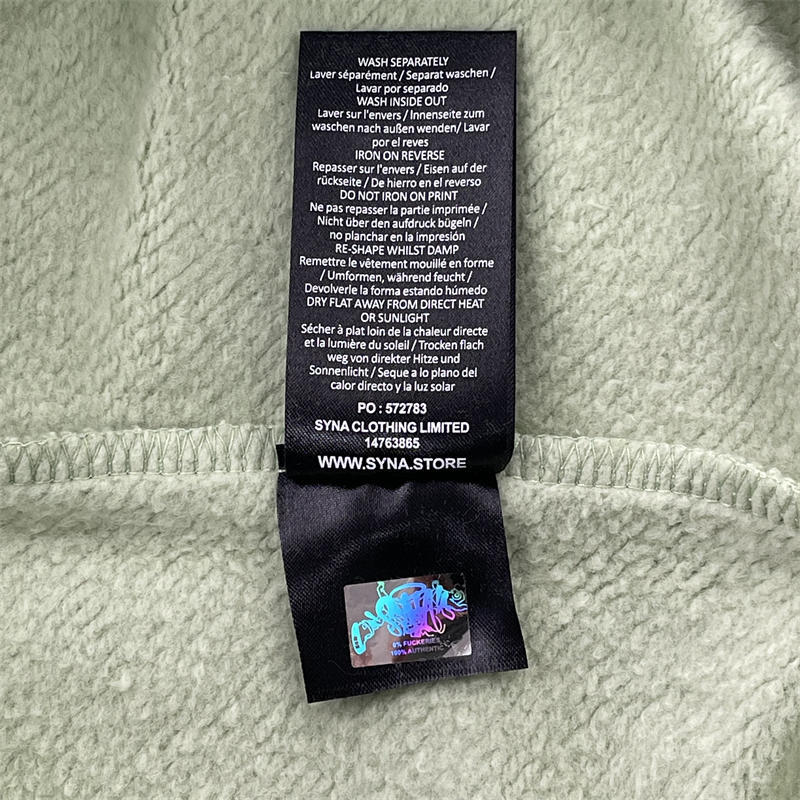 WASH SEPARATELY
Laver séparément / Separat waschen /
Lavar por separado
WASH INSIDE OUT
Laver sur l'envers / Innenseite zum
waschen nach außen wenden/ Lavar
por el reves
IRON ON REVERSE
Repasser sur l'envers / Eisen auf der
rückseite / De hierro en el reverso
DO NOT IRON ON PRINT
Ne pas repasser la partie imprimée /
Nicht über den aufdruck bügeln /
no planchar en la impresión
RE-SHAPE WHILST DAMP
Remettre le vêtement mouillé en forme
/ Umformen, während feucht /
Devolverle la forma estando húmedo
DRY FLAT AWAY FROM DIRECT HEAT
OR SUNLIGHT
Sécher à plat loin de la chaleur directe
et la lumière du soleil / Trocken flach
weg von direkter Hitze und
Sonnenlicht / Seque a lo plano del
calor directo y la luz solar
PO : 572783
SYNA CLOTHING LIMITED
14763865
WWW.SYNA.STORE
0% FUCKERIES
100% AUTHENTIC